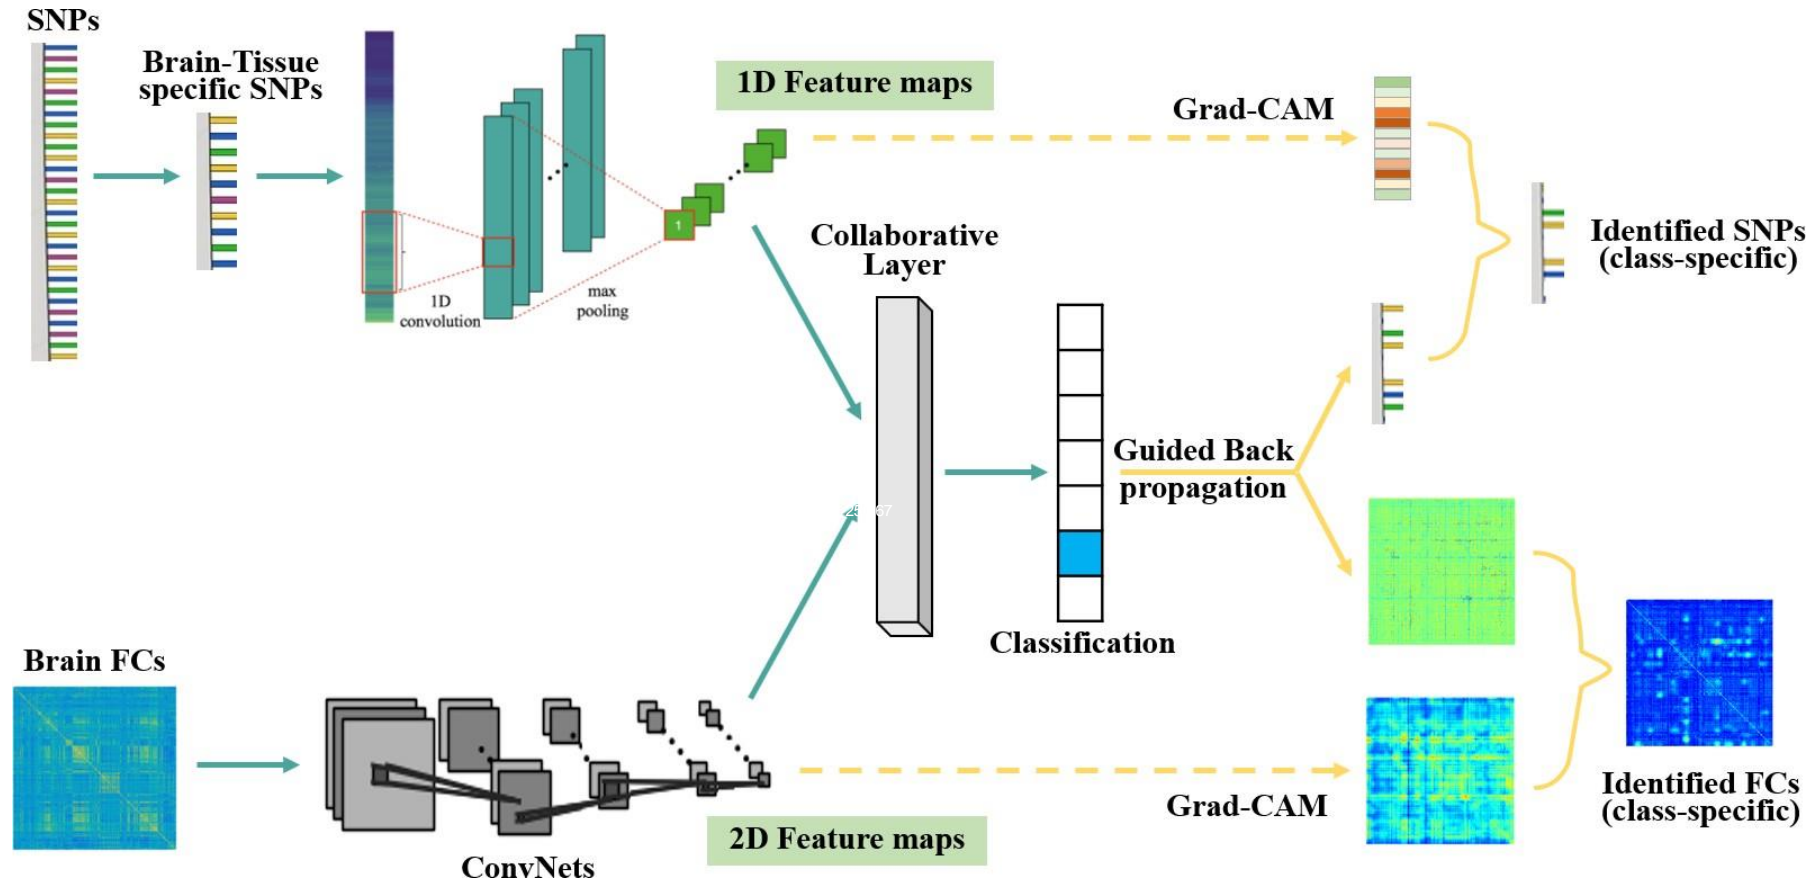 SNPs
Brain-Tissue
specific SNPs
1D Feature maps
Grad-CAM
1
1D
convolution
max
pooling
Collaborative
Layer
Identified SNPs
(class-specific)
Guided Back
propagation
Classification
Brain FCs
ConvNets
2D Feature maps
Grad-CAM
Identified FCs
(class-specific)